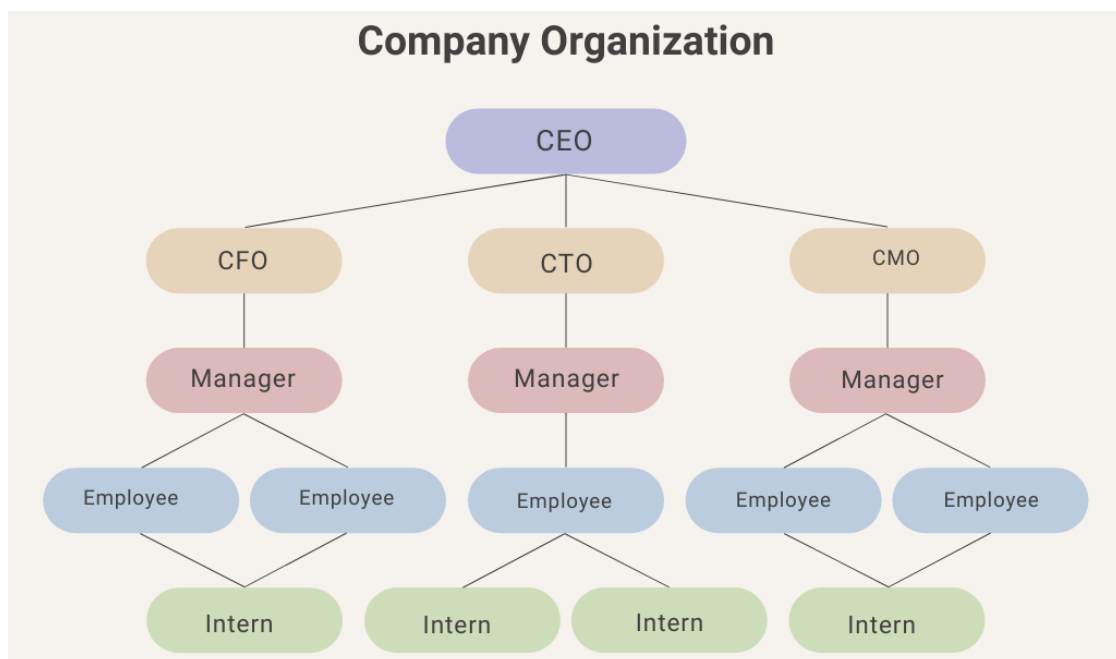 Company Organization
CEO
CFO
CTO
CMO
Manager
Manager
Manager
Employee
Employee
Employee
Employee
Employee
Intern
Intern
Intern
Intern